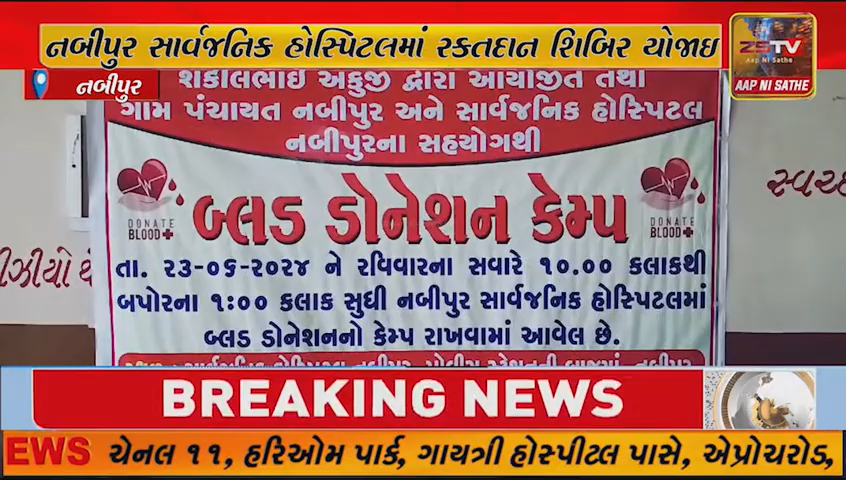 નબીપુર સાર્વજનિક હોસ્પિટલમાં રક્તદાન શિબિર યોજાઇ
ZSTV
Aap Ni Sathe
AAP NI SATHE
નબીપુર
શકીલભાઇ અકુજી દ્વારા આયોજીત તથા
ગામ પંચાયત નબીપુર અને સાર્વજનિક હોસ્પિટલ
નબીપુરના સહયોગથી
DONATE
BLOOD
બ્લડ ડોનેશન કેમ્પ
DONATE
BLOOD
તા. ૨૩-૦૬-૨૦૨૪ ને રવિવારના સવારે ૧૦.૦૦ કલાકથી
બપોરના ૧:૦૦ કલાક સુધી નબીપુર સાર્વજનિક હોસ્પિટલમાં
બ્લડ ડોનેશનનો કેમ્પ રાખવામાં આવેલ છે.
BREAKING NEWS
EWS ચેનલ ૧૧, હરિઓમ પાર્ક, ગાયત્રી હોસ્પીટલ પાસે, એપ્રોચરોડ,